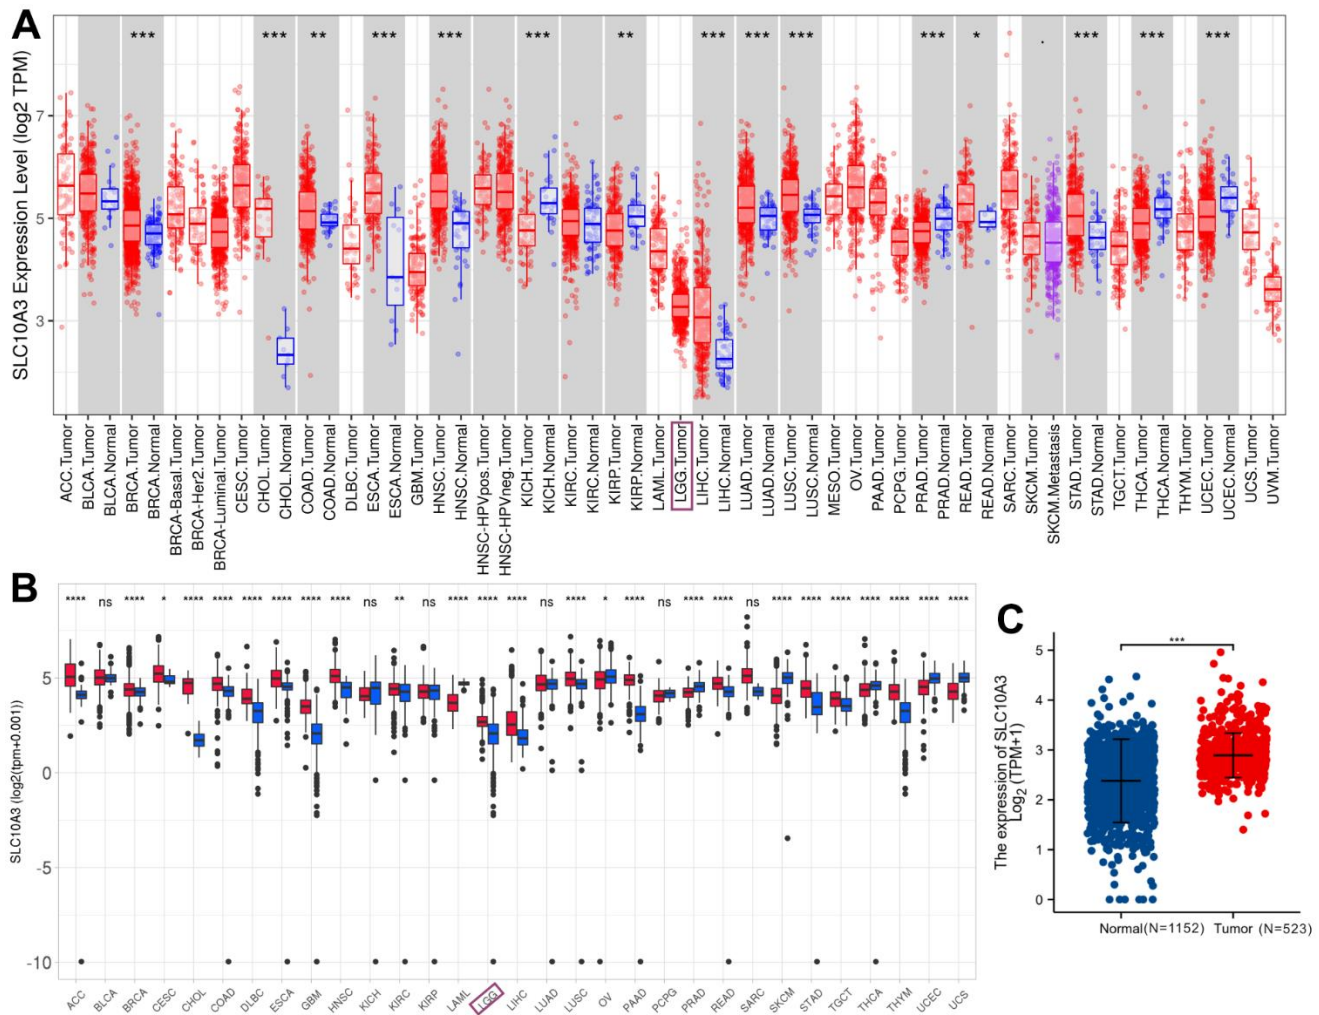 A
*** *** ** *** *** *** ** *** *** *** *** * . *** *** ***
SLC10A3 Expression Level (log2 TPM)
7
5
3
ACC.Tumor
BLCA.Tumor
BLCA.Normal
BRCA.Tumor
BRCA.Normal
BRCA-Basal.Tumor
BRCA-Her2.Tumor
BRCA-Luminal.Tumor
CESC.Tumor
CHOL.Tumor
CHOL.Normal
COAD.Tumor
COAD.Normal
DLBC.Tumor
ESCA.Tumor
ESCA.Normal
GBM.Tumor
HNSC.Tumor
HNSC.Normal
HNSC-HPVpos.Tumor
HNSC-HPVneg.Tumor
KICH.Tumor
KICH.Normal
KIRC.Tumor
KIRC.Normal
KIRP.Tumor
KIRP.Normal
LAML.Tumor
LGG.Tumor
LIHC.Tumor
LIHC.Normal
LUAD.Tumor
LUAD.Normal
LUSC.Tumor
LUSC.Normal
MESO.Tumor
OV.Tumor
PAAD.Tumor
PCPG.Tumor
PRAD.Tumor
PRAD.Normal
READ.Tumor
READ.Normal
SARC.Tumor
SKCM.Tumor
SKCM.Metastasis
STAD.Tumor
STAD.Normal
TGCT.Tumor
THCA.Tumor
THCA.Normal
THYM.Tumor
UCEC.Tumor
UCEC.Normal
UCS.Tumor
UVM.Tumor
B
**** ns **** * **** **** **** **** **** **** ns ** ns **** **** **** ns **** * **** ns **** **** ns **** **** **** **** **** **** ****
SLC10A3 (log2(tpm+0.001))
5
0
-5
-10
ACC
BLCA
BRCA
CESC
CHOL
COAD
DLBC
ESCA
GBM
HNSC
KICH
KIRC
KIRP
LAML
LGG
LIHC
LUAD
LUSC
OV
PAAD
PCPG
PRAD
READ
SARC
SKCM
STAD
TGCT
THCA
THYM
UCEC
UCS
C
***
The expression of SLC10A3
Log2 (TPM+1)
5
4
3
2
1
0
Normal(N=1152) Tumor (N=523)